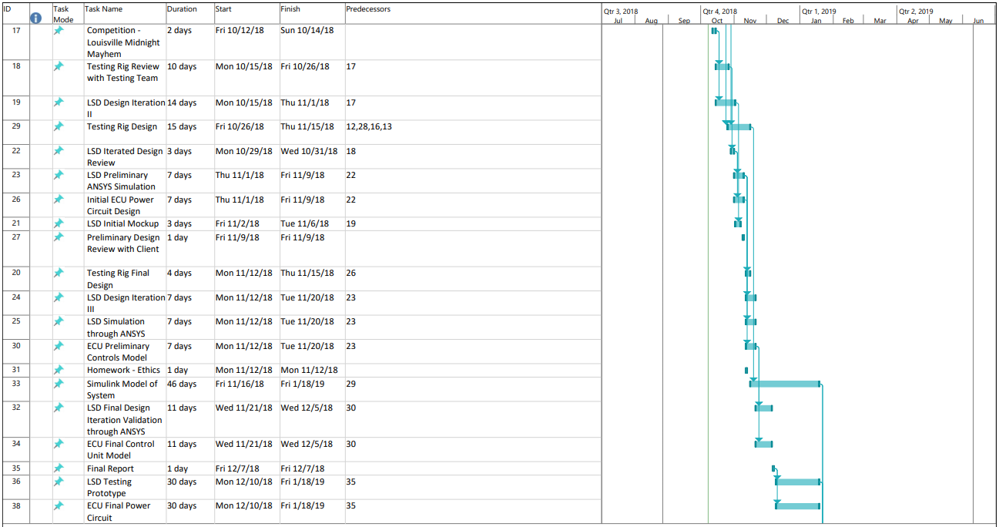 ID Task Mode Task Name Duration Start Finish Predecessors
Qtr 3, 2018 Qtr 4, 2018 Qtr 1, 2019 Qtr 2, 2019
Jul Aug Sep Oct Nov Dec Jan Feb Mar Apr May Jun
17 Competition - 2 days Fri 10/12/18 Sun 10/14/18
Louisville Midnight
Mayhem
18 Testing Rig Review 10 days Mon 10/15/18 Fri 10/26/18 17
with Testing Team
19 LSD Design Iteration 14 days Mon 10/15/18 Thu 11/1/18 17
II
29 Testing Rig Design 15 days Fri 10/26/18 Thu 11/15/18 12,28,16,13
22 LSD Iterated Design 3 days Mon 10/29/18 Wed 10/31/18 18
Review
23 LSD Preliminary 7 days Thu 11/1/18 Fri 11/9/18 22
ANSYS Simulation
26 Initial ECU Power 7 days Thu 11/1/18 Fri 11/9/18 22
Circuit Design
21 LSD Initial Mockup 3 days Fri 11/2/18 Tue 11/6/18 19
27 Preliminary Design 1 day Fri 11/9/18 Fri 11/9/18
Review with Client
20 Testing Rig Final 4 days Mon 11/12/18 Thu 11/15/18 26
Design
24 LSD Design Iteration 7 days Mon 11/12/18 Tue 11/20/18 23
III
25 LSD Simulation 7 days Mon 11/12/18 Tue 11/20/18 23
through ANSYS
30 ECU Preliminary 7 days Mon 11/12/18 Tue 11/20/18 23
Controls Model
31 Homework - Ethics 1 day Mon 11/12/18 Mon 11/12/18
33 Simulink Model of 46 days Fri 11/16/18 Fri 1/18/19 29
System
32 LSD Final Design 11 days Wed 11/21/18 Wed 12/5/18 30
Iteration Validation
through ANSYS
34 ECU Final Control 11 days Wed 11/21/18 Wed 12/5/18 30
Unit Model
35 Final Report 1 day Fri 12/7/18 Fri 12/7/18
36 LSD Testing 30 days Mon 12/10/18 Fri 1/18/19 35
Prototype
38 ECU Final Power 30 days Mon 12/10/18 Fri 1/18/19 35
Circuit